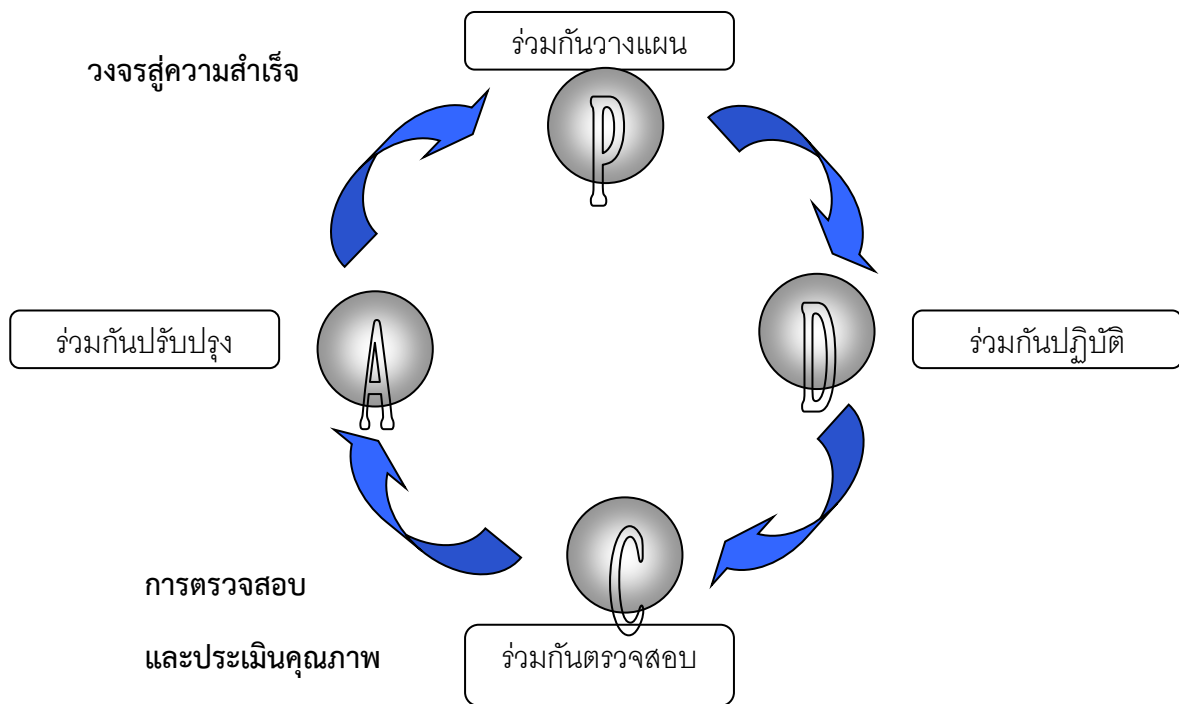 ร่วมกันวางแผน
วงจรสู่ความสำเร็จ
P
A
D
ร่วมกันปรับปรุง
ร่วมกันปฏิบัติ
C
การตรวจสอบ
และประเมินคุณภาพ
ร่วมกันตรวจสอบ